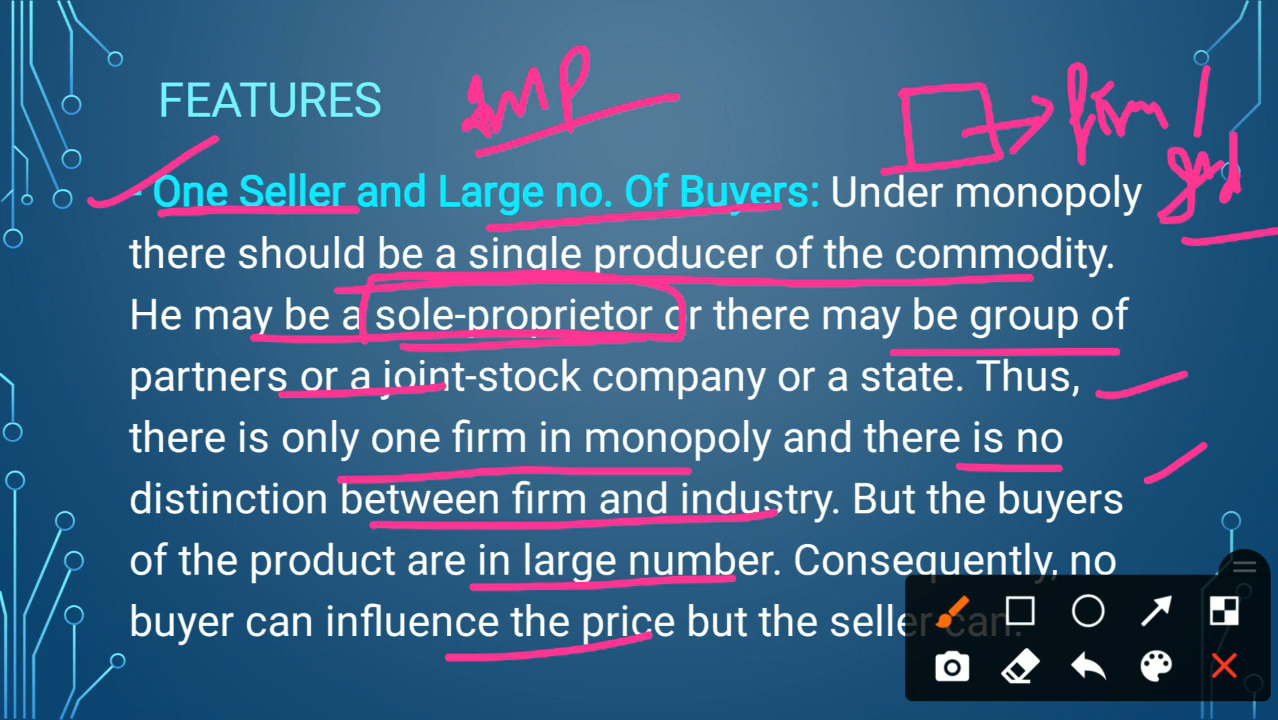 FEATURES
IMP
firm /
- One Seller and Large no. Of Buyers: Under monopoly
there should be a single producer of the commodity.
He may be a sole-proprietor or there may be group of
partners or a joint-stock company or a state. Thus,
there is only one firm in monopoly and there is no
distinction between firm and industry. But the buyers
of the product are in large number. Consequently, no
buyer can influence the price but the seller can.